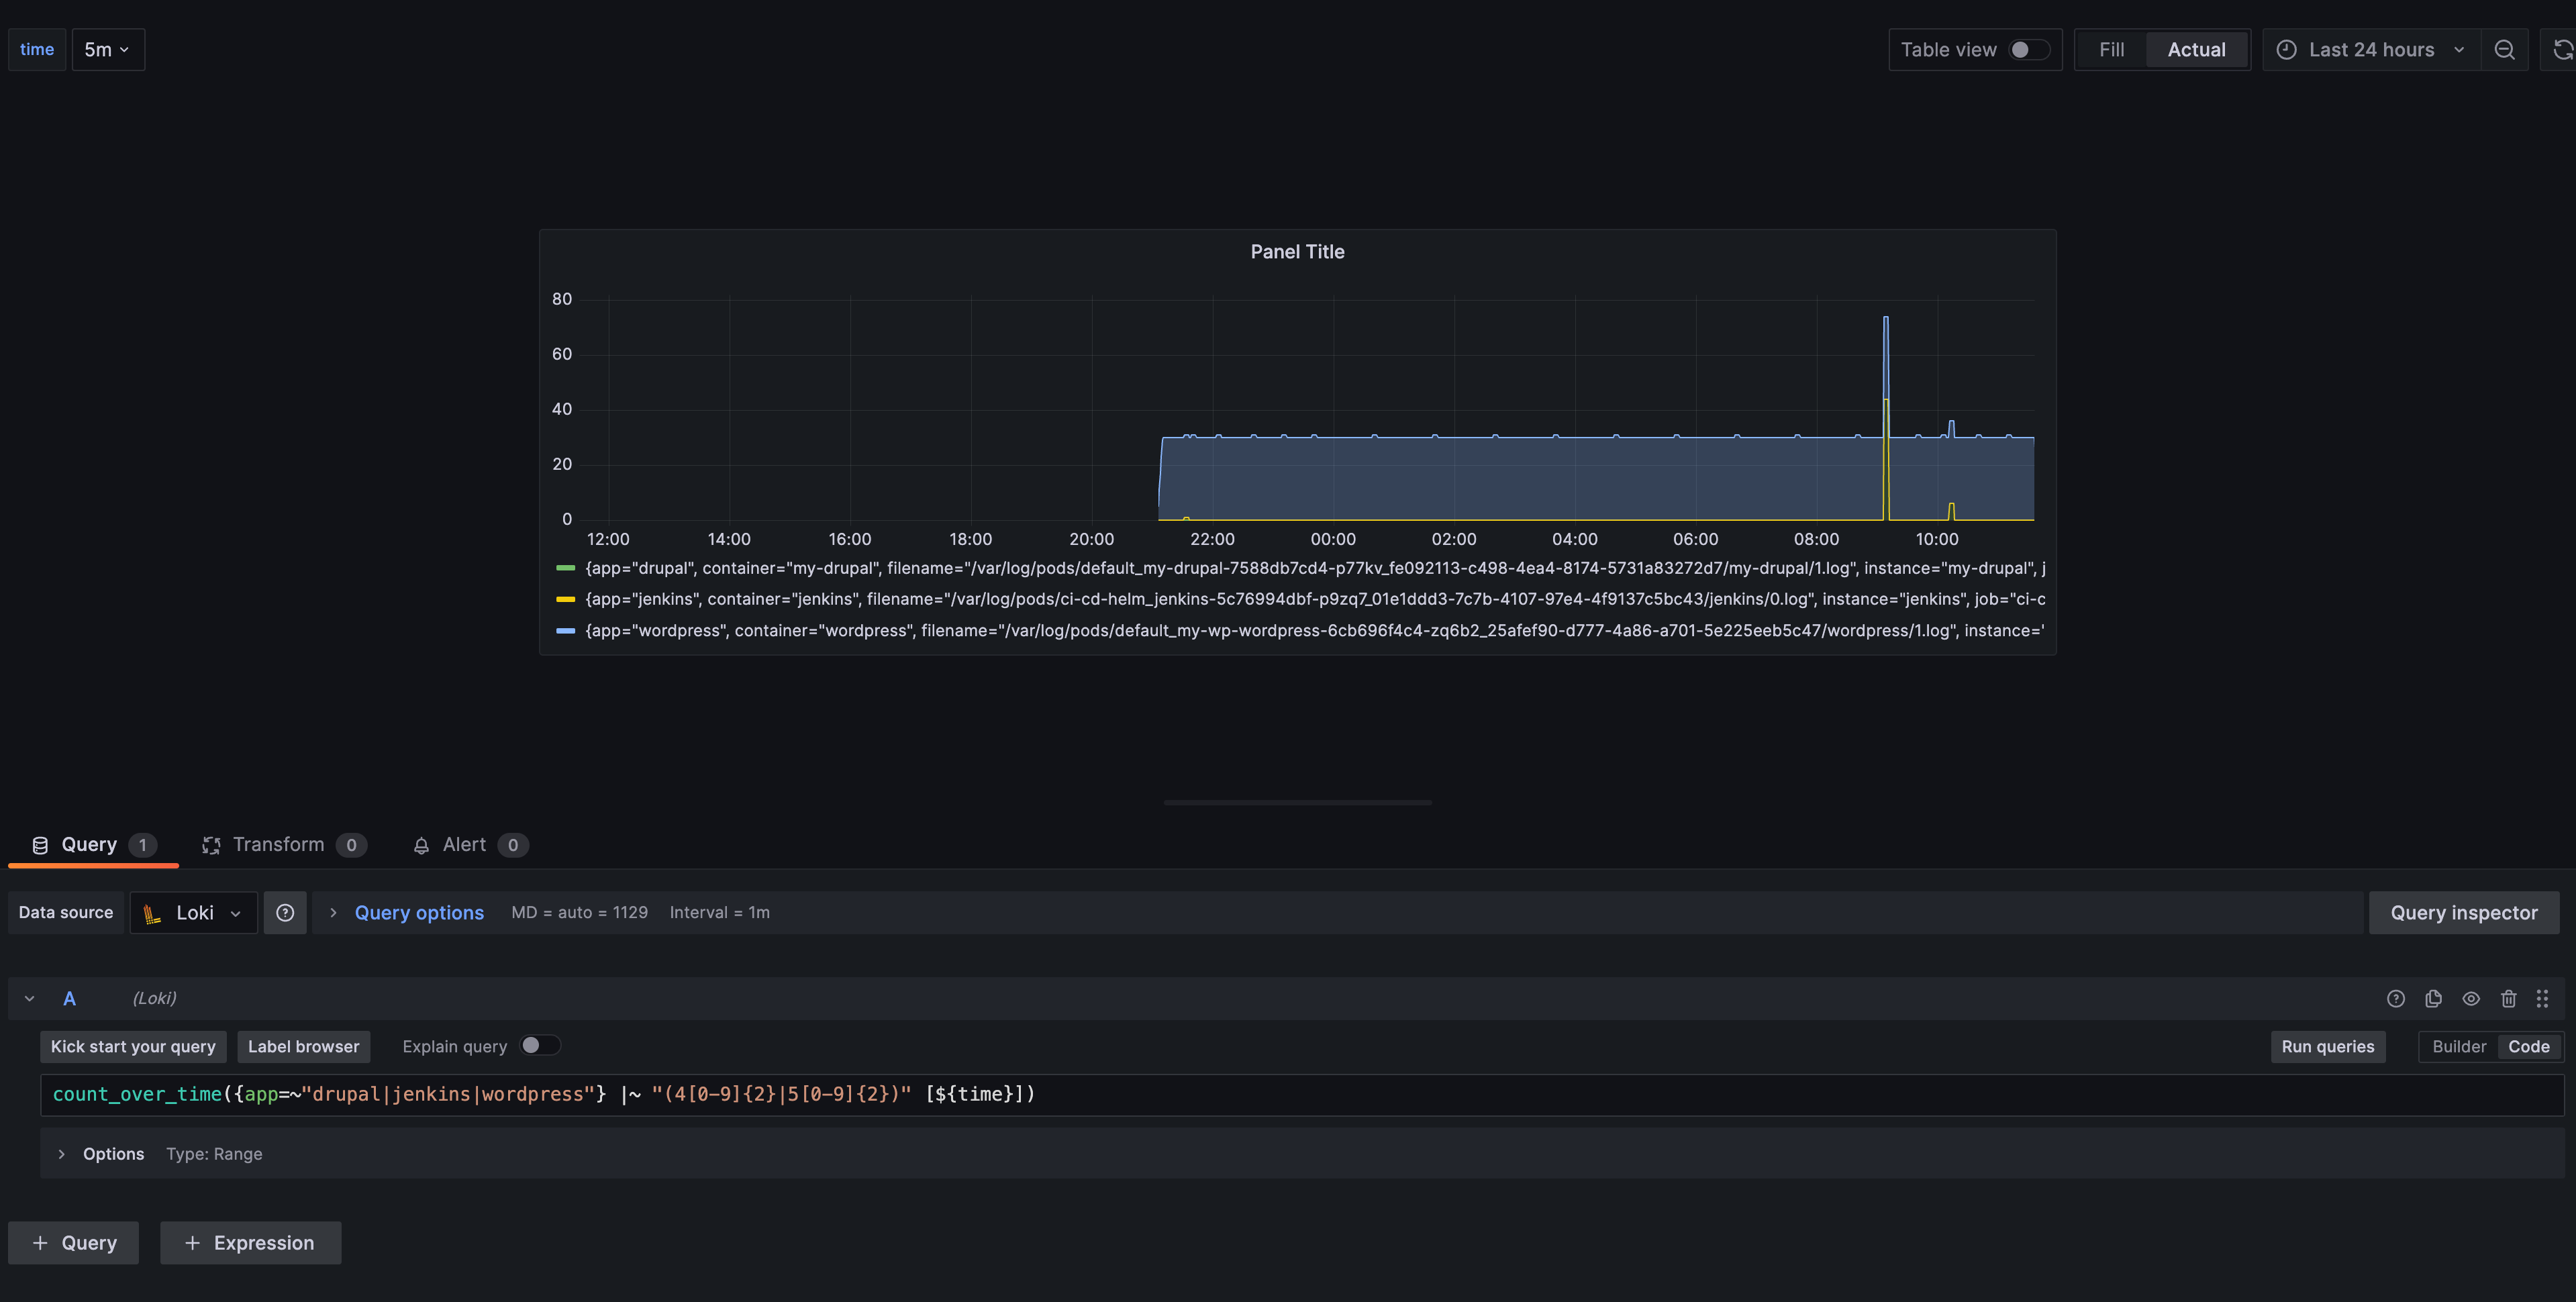 time 5m Table view Fill Actual Last 24 hours
Panel Title
80
60
40
20
0
12:00 14:00 16:00 18:00 20:00 22:00 00:00 02:00 04:00 06:00 08:00 10:00
{app="drupal", container="my-drupal", filename="/var/log/pods/default_my-drupal-7588db7cd4-p77kv_fe092113-c498-4ea4-8174-5731a83272d7/my-drupal/1.log", instance="my-drupal", j
{app="jenkins", container="jenkins", filename="/var/log/pods/ci-cd-helm_jenkins-5c76994dbf-p9zq7_01e1ddd3-7c7b-4107-97e4-4f9137c5bc43/jenkins/0.log", instance="jenkins", job="ci-c
{app="wordpress", container="wordpress", filename="/var/log/pods/default_my-wp-wordpress-6cb696f4c4-zq6b2_25afef90-d777-4a86-a701-5e225eeb5c47/wordpress/1.log", instance='
Query 1 Transform 0 Alert 0
Data source Loki Query options MD = auto = 1129 Interval = 1m Query inspector
A (Loki)
Kick start your query Label browser Explain query Run queries Builder Code
count_over_time({app=~"drupal|jenkins|wordpress"} |~ "(4[0-9]{2}|5[0-9]{2})" [${time}])
Options Type: Range
+ Query + Expression